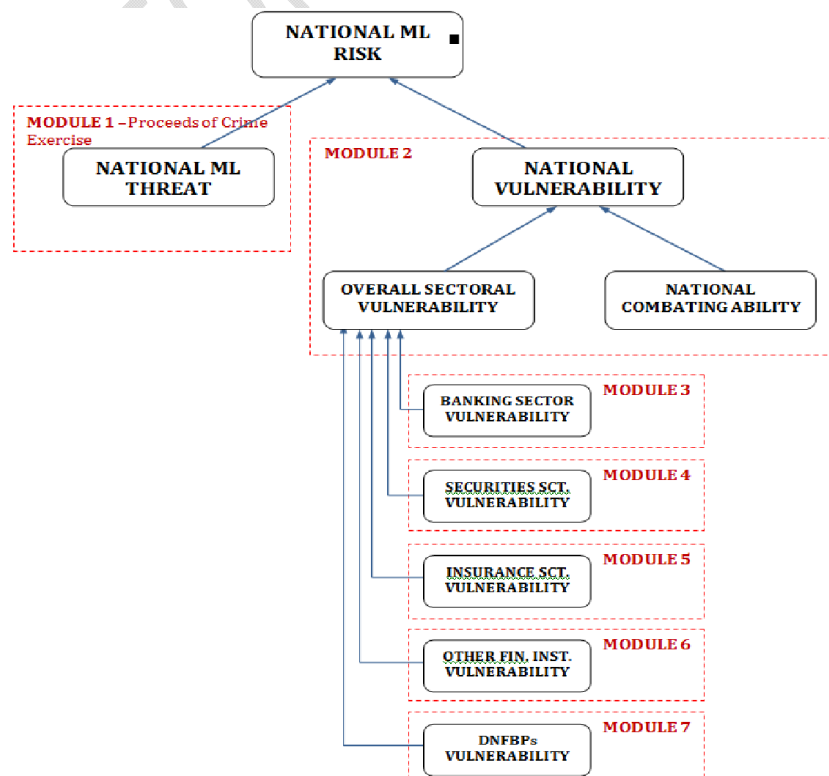 NATIONAL ML
RISK
MODULE 1 –Proceeds of Crime
Exercise
NATIONAL ML
THREAT
MODULE 2
NATIONAL
VULNERABILITY
OVERALL SECTORAL
VULNERABILITY
NATIONAL
COMBATING ABILITY
MODULE 3
BANKING SECTOR
VULNERABILITY
MODULE 4
SECURITIES SCT.
VULNERABILITY
MODULE 5
INSURANCE SCT.
VULNERABILITY
MODULE 6
OTHER FIN. INST.
VULNERABILITY
MODULE 7
DNFBPs
VULNERABILITY